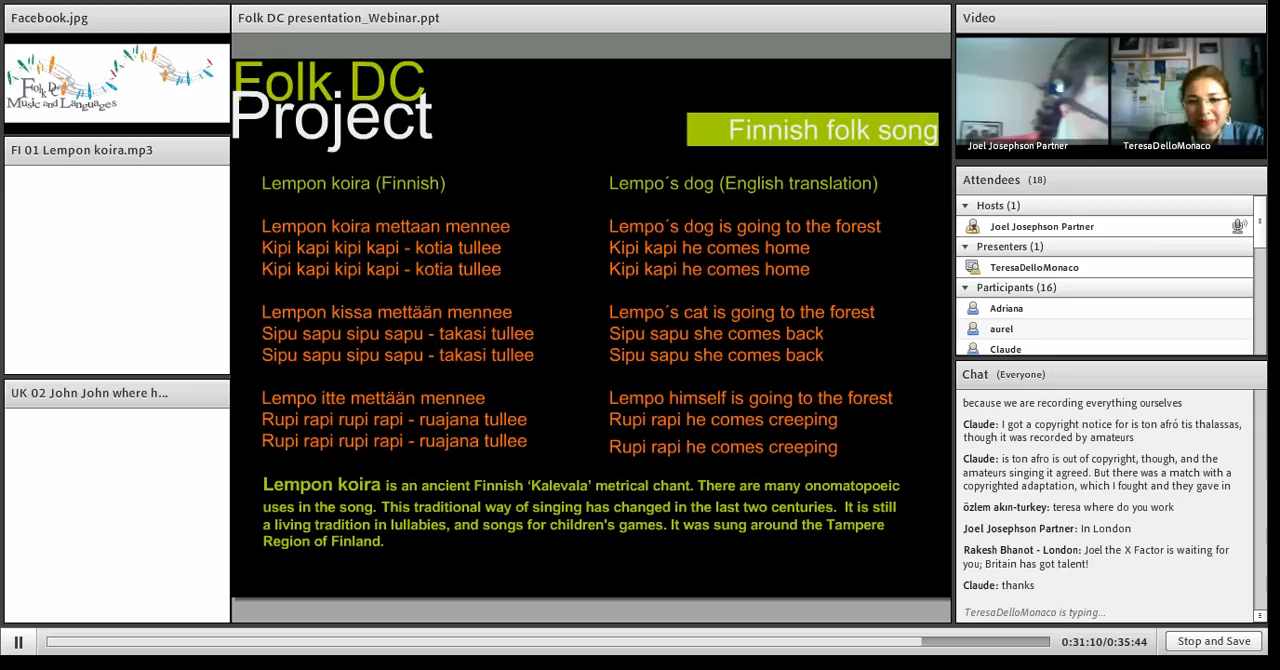 Facebook.jpg
Folk DC
Music and Languages
FI 01 Lempon koira.mp3
UK 02 John John where h...
Folk DC presentation_Webinar.ppt
Folk DC
Project
Finnish folk song
Lempon koira (Finnish)
Lempon koira mettaan mennee
Kipi kapi kipi kapi - kotia tullee
Kipi kapi kipi kapi - kotia tullee
Lempon kissa mettään mennee
Sipu sapu sipu sapu - takasi tullee
Sipu sapu sipu sapu - takasi tullee
Lempo itte mettään mennee
Rupi rapi rupi rapi - ruajana tullee
Rupi rapi rupi rapi - ruajana tullee
Lempo´s dog (English translation)
Lempo´s dog is going to the forest
Kipi kapi he comes home
Kipi kapi he comes home
Lempo´s cat is going to the forest
Sipu sapu she comes back
Sipu sapu she comes back
Lempo himself is going to the forest
Rupi rapi he comes creeping
Rupi rapi he comes creeping
Lempon koira is an ancient Finnish ‘Kalevala’ metrical chant. There are many onomatopoeic
uses in the song. This traditional way of singing has changed in the last two centuries. It is still
a living tradition in lullabies, and songs for children's games. It was sung around the Tampere
Region of Finland.
Video
Joel Josephson Partner
TeresaDelloMonaco
Attendees (18)
Hosts (1)
Joel Josephson Partner
Presenters (1)
TeresaDelloMonaco
Participants (16)
Adriana
aurel
Claude
Chat (Everyone)
because we are recording everything ourselves
Claude: I got a copyright notice for is ton afró tis thalassas,
though it was recorded by amateurs
Claude: is ton afro is out of copyright, though, and the
amateurs singing it agreed. But there was a match with a
copyrighted adaptation, which I fought and they gave in
özlem akın-turkey: teresa where do you work
Joel Josephson Partner: In London
Rakesh Bhanot - London: Joel the X Factor is waiting for
you; Britain has got talent!
Claude: thanks
TeresaDelloMonaco is typing...
0:31:10/0:35:44
Stop and Save